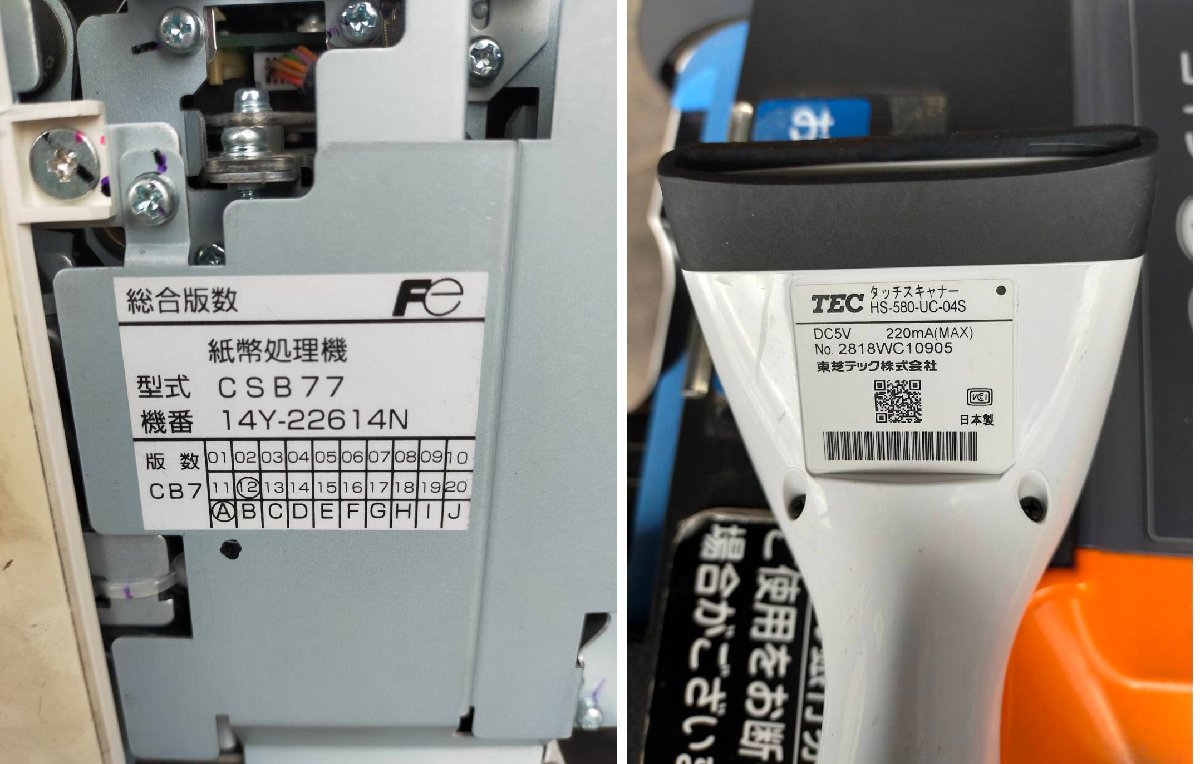 総合版数 Fe
紙幣処理機
型式 CSB77
機番 14Y-22614N
版数 01 02 03 04 05 06 07 08 09 10
CB7 11 12 13 14 15 16 17 18 19 20
A B C D E F G H I J
お
TEC タッチスキャナー
HS-580-UC-04S
DC5V 220mA(MAX)
No. 2818WC10905
東芝テック株式会社
日本製
使用をお断
場合がござい